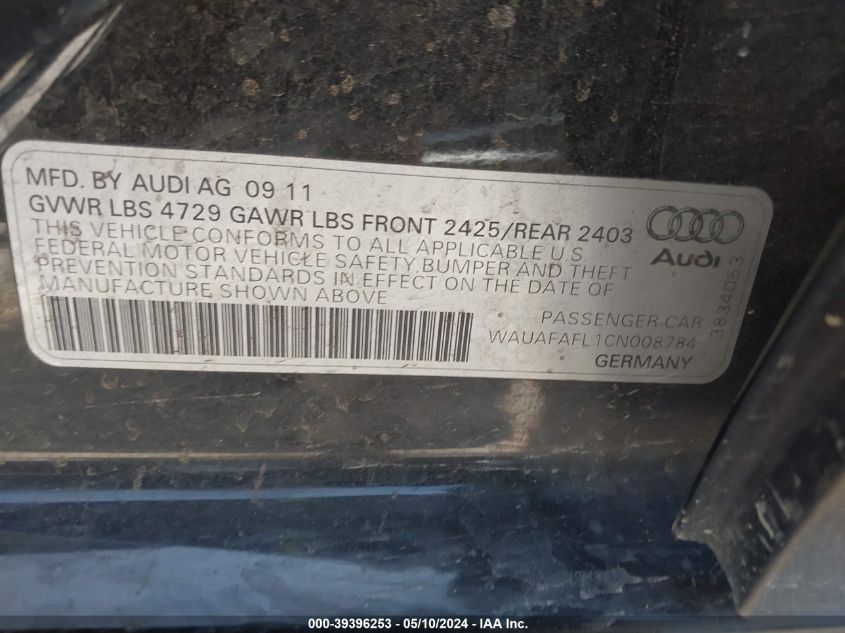 MFD. BY AUDI AG 09 11
GVWR LBS 4729 GAWR LBS FRONT 2425/REAR 2403
THIS VEHICLE CONFORMS TO ALL APPLICABLE U.S
FEDERAL MOTOR VEHICLE SAFETY,BUMPER AND THEFT
PREVENTION STANDARDS IN EFFECT ON THE DATE OF
MANUFACTURE SHOWN ABOVE
Audi
3834053
PASSENGER CAR
WAUAFAFL1CN008784
GERMANY
000-39396253 — 05/10/2024 - IAA Inc.